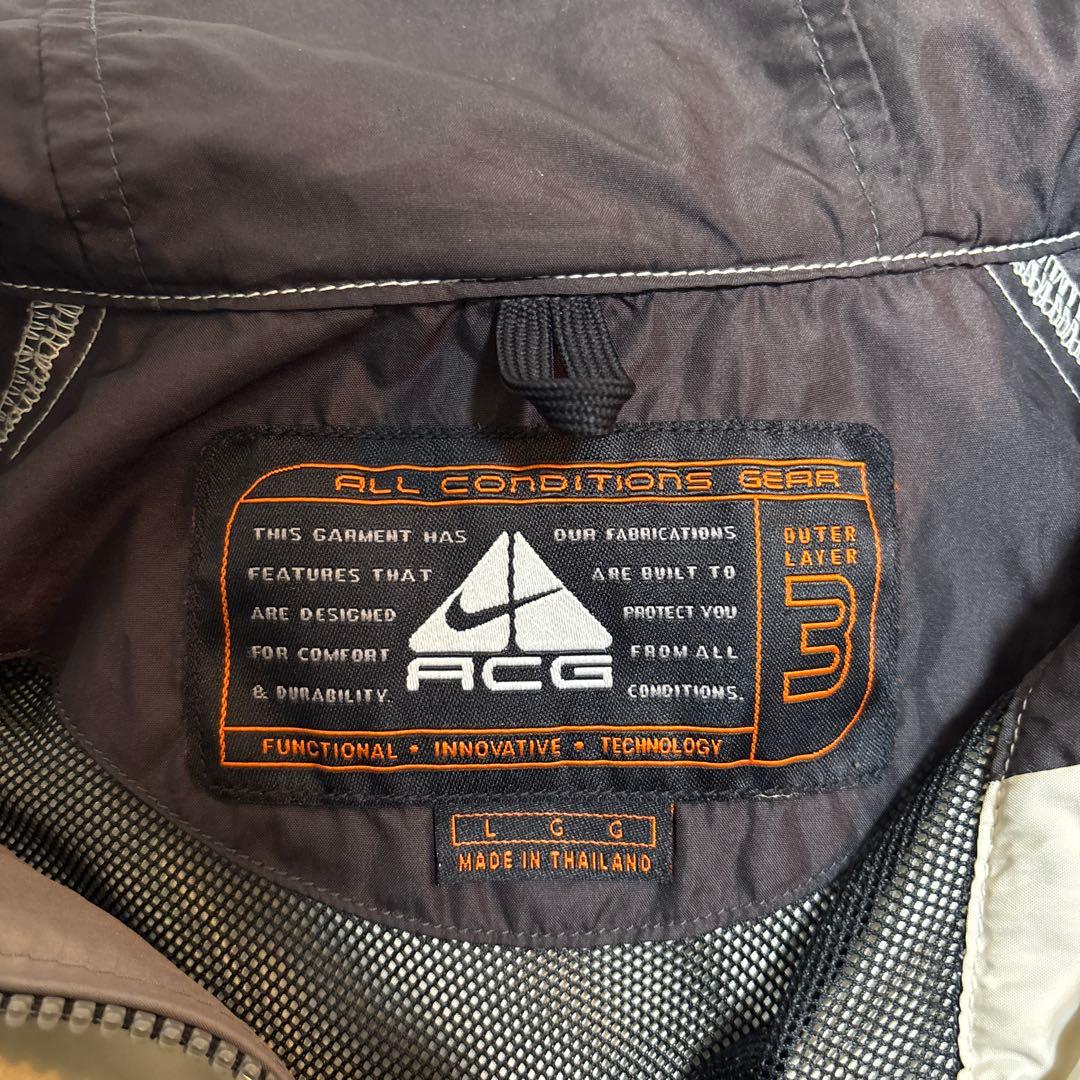 ALL CONDITIONS GEAR
THIS GARMENT HAS
FEATURES THAT
ARE DESIGNED
FOR COMFORT
& DURABILITY.
ACG
OUR FABRICATIONS
ARE BUILT TO
PROTECT YOU
FROM ALL
CONDITIONS.
OUTER
LAYER
3
FUNCTIONAL • INNOVATIVE • TECHNOLOGY
L G G
MADE IN THAILAND